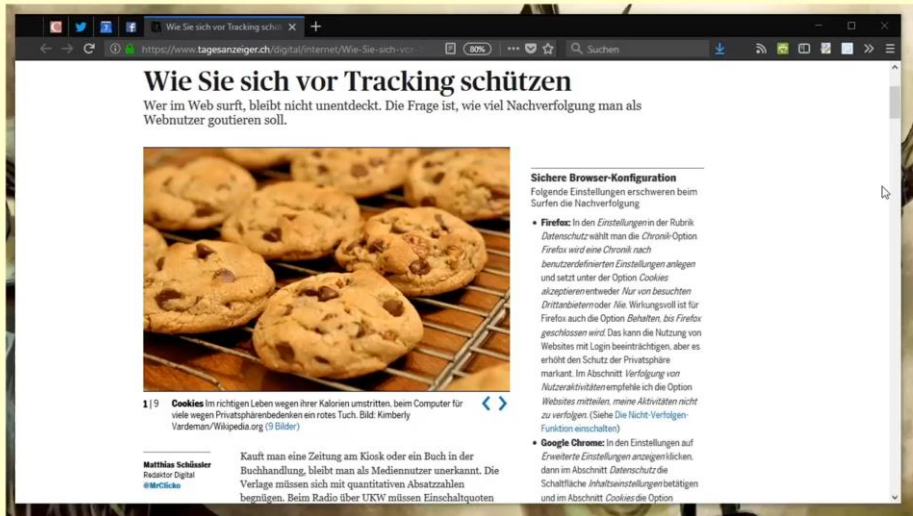 Wie Sie sich vor Tracking schü
https://www.tagesanzeiger.ch/digital/internet/Wie-Sie-sich-vor-
80%
Suchen
Wie Sie sich vor Tracking schützen
Wer im Web surft, bleibt nicht unentdeckt. Die Frage ist, wie viel Nachverfolgung man als
Webnutzer goutieren soll.
1 | 9 Cookies Im richtigen Leben wegen ihrer Kalorien umstritten, beim Computer für
viele wegen Privatsphärenbedenken ein rotes Tuch. Bild: Kimberly
Vardeman/Wikipedia.org (9 Bilder)
Matthias Schüssler
Redaktor Digital
@MrClicko
Kauft man eine Zeitung am Kiosk oder ein Buch in der
Buchhandlung, bleibt man als Mediennutzer unerkannt. Die
Verlage müssen sich mit quantitativen Absatzzahlen
begnügen. Beim Radio über UKW müssen Einschaltquoten
Sichere Browser-Konfiguration
Folgende Einstellungen erschweren beim
Surfen die Nachverfolgung
• Firefox: In den Einstellungen in der Rubrik
Datenschutz wählt man die Chronik-Option
Firefox wird eine Chronik nach
benutzerdefinierten Einstellungen anlegen
und setzt unter der Option Cookies
akzeptieren entweder Nur von besuchten
Drittanbietern oder Nie. Wirkungsvoll ist für
Firefox auch die Option Behalten, bis Firefox
geschlossen wird. Das kann die Nutzung von
Websites mit Login beeinträchtigen, aber es
erhöht den Schutz der Privatsphäre
markant. Im Abschnitt Verfolgung von
Nutzeraktivitäten empfehle ich die Option
Websites mitteilen, meine Aktivitäten nicht
zu verfolgen. (Siehe Die Nicht-Verfolgen-
Funktion einschalten)
• Google Chrome: In den Einstellungen auf
Erweiterte Einstellungen anzeigen klicken,
dann im Abschnitt Datenschutz die
Schaltfläche Inhaltseinstellungen betätigen
und im Abschnitt Cookies die Option